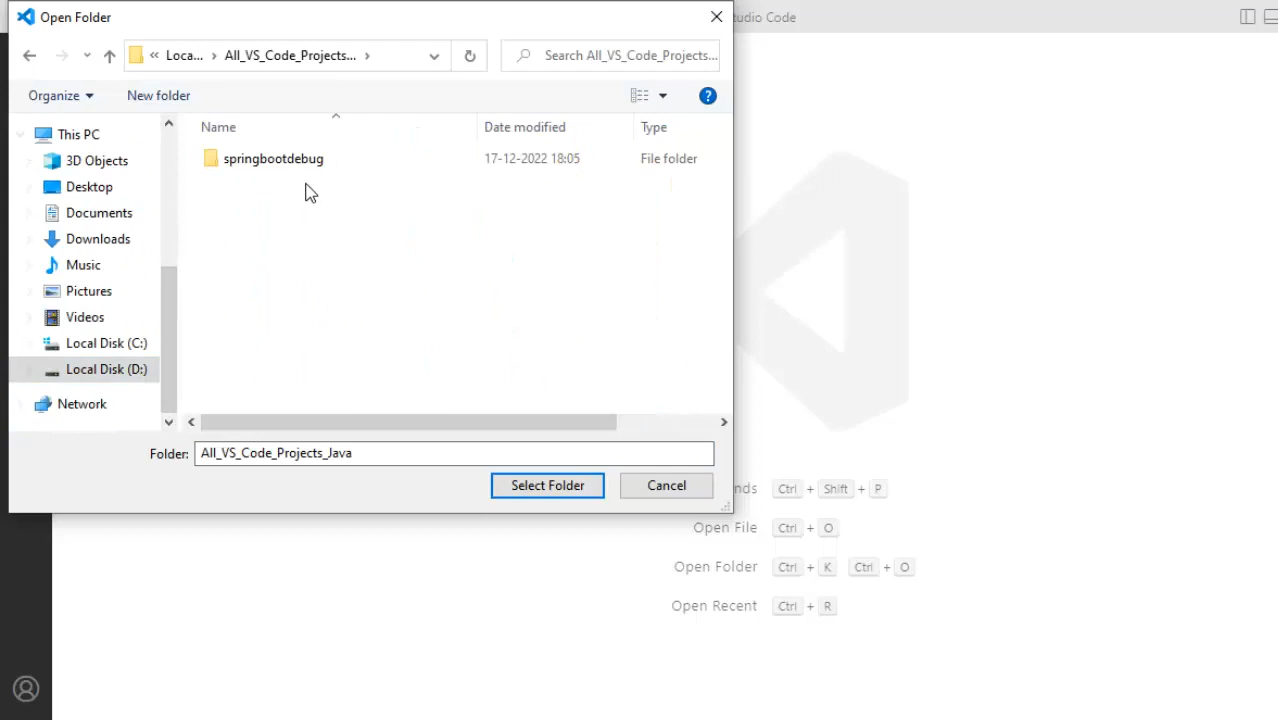 Open Folder
udio Code
« Loca... › All_VS_Code_Projects... ›
Search All_VS_Code_Projects...
Organize
New folder
Name
Date modified
Type
springbootdebug
17-12-2022 18:05
File folder
This PC
3D Objects
Desktop
Documents
Downloads
Music
Pictures
Videos
Local Disk (C:)
Local Disk (D:)
Network
Folder: All_VS_Code_Projects_Java
Select Folder
Cancel
nds Ctrl + Shift + P
Open File Ctrl + O
Open Folder Ctrl + K Ctrl + O
Open Recent Ctrl + R